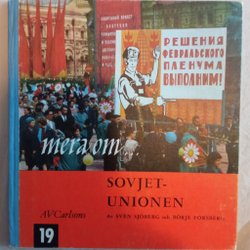 РЕШЕНИЯ
ФЕВРАЛЬСКОГО
ПЛЕНУМА
ВЫПОЛНИМ!
mera om...
SOVJET-
UNIONEN
av SVEN SJÖBERG och BÖRJE FORSBERG
AV Carlsons
19